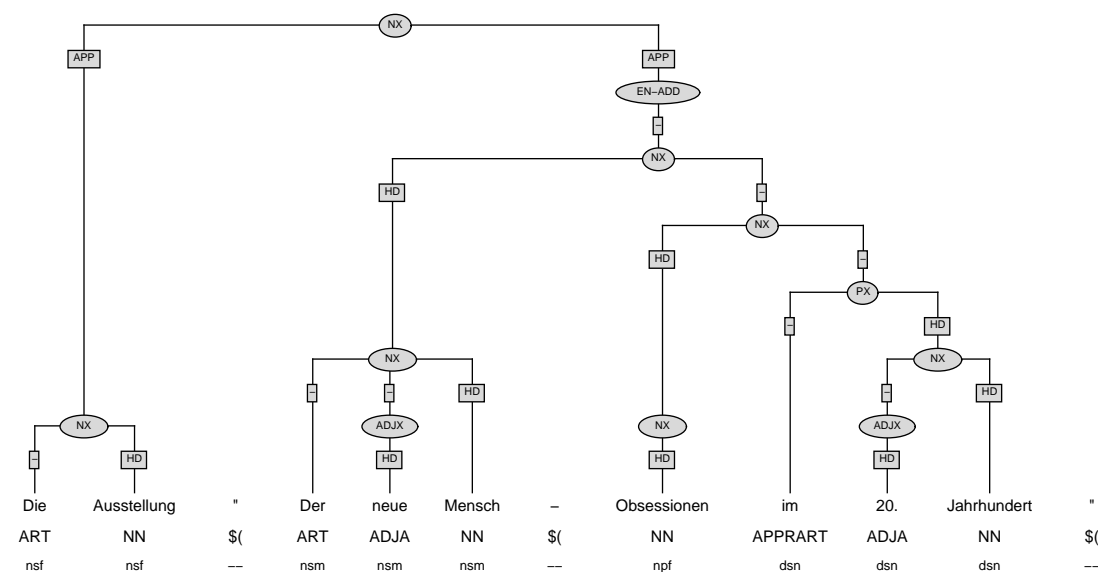 NX
APP APP
EN−ADD
–
NX
HD –
NX
HD –
PX
– HD
NX NX
– – HD – HD
NX ADJX NX ADJX
– HD HD HD HD
Die Ausstellung " Der neue Mensch – Obsessionen im 20. Jahrhundert "
ART NN $( ART ADJA NN $( NN APPRART ADJA NN $(
nsf nsf −− nsm nsm nsm −− npf dsn dsn dsn −−